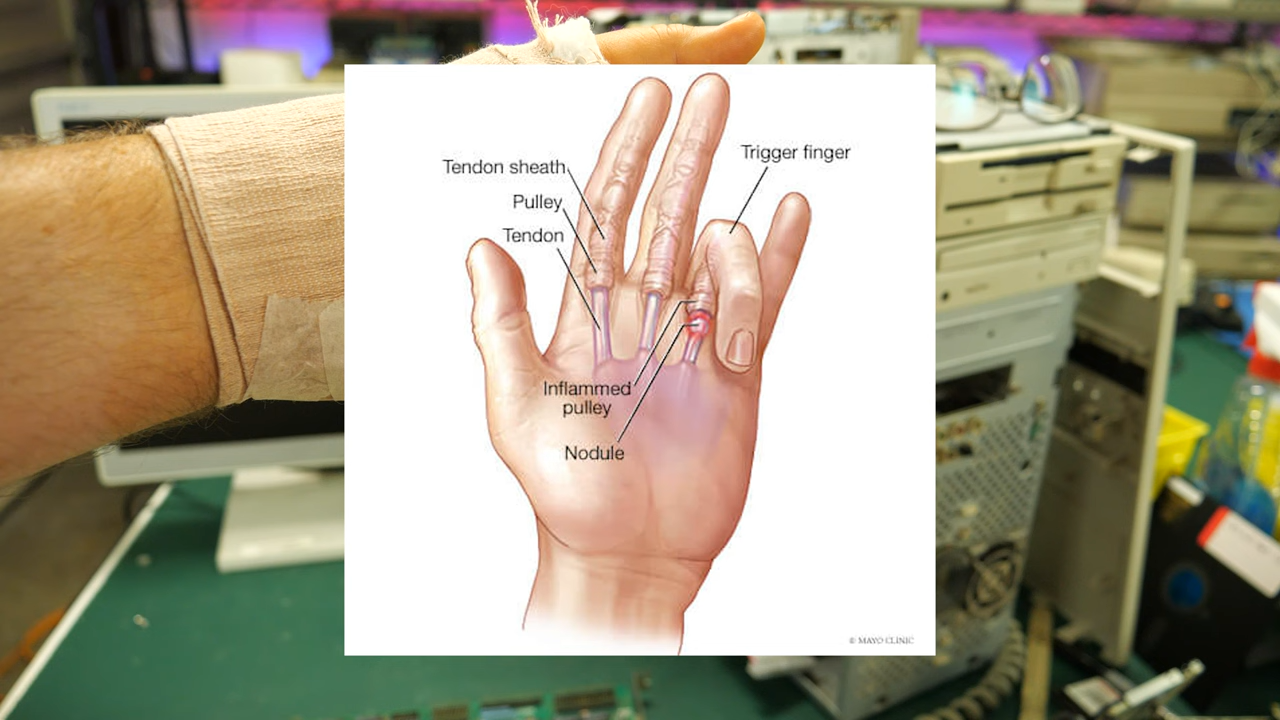 Trigger finger
Tendon sheath
Pulley
Tendon
Inflammed
pulley
Nodule
© MAYO CLINIC